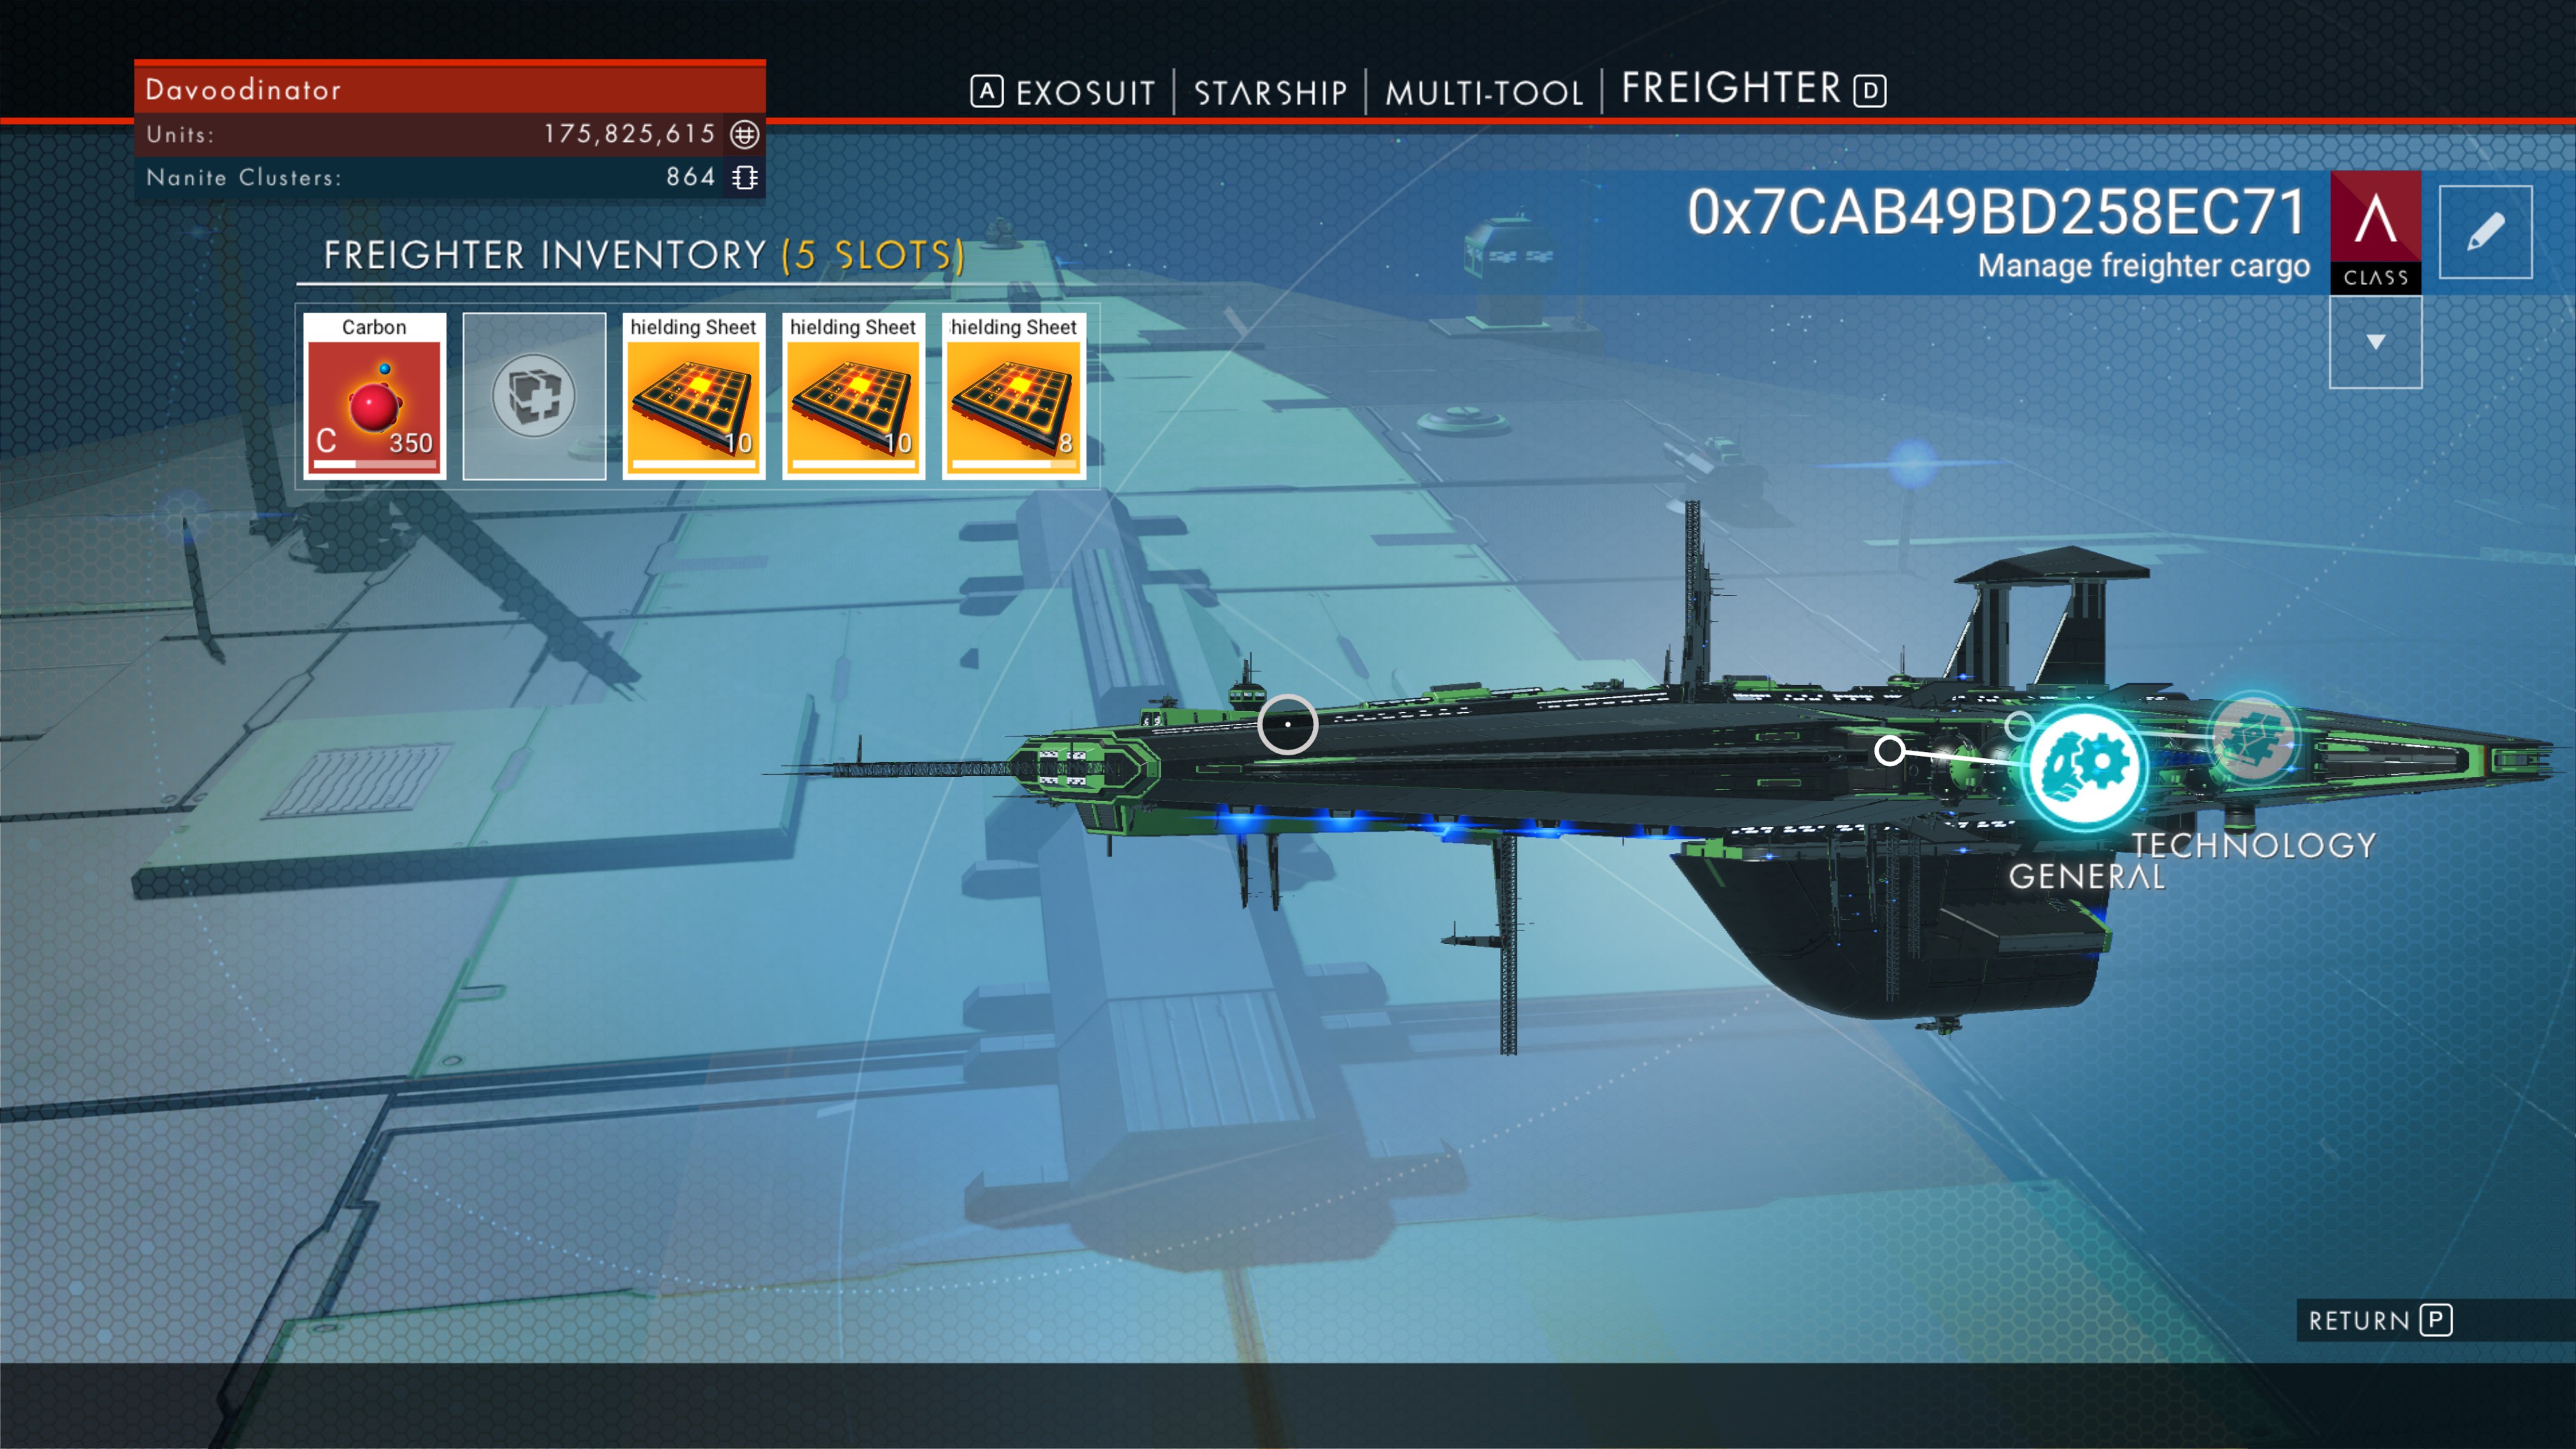 Davoodinator
Units: 175,825,615
Nanite Clusters: 864
A EXOSUIT STARSHIP MULTI-TOOL FREIGHTER D
0x7CAB49BD258EC71
Manage freighter cargo
A
CLASS
FREIGHTER INVENTORY (5 SLOTS)
Carbon
C 350
hielding Sheet
10
hielding Sheet
10
hielding Sheet
8
TECHNOLOGY
GENERAL
RETURN P